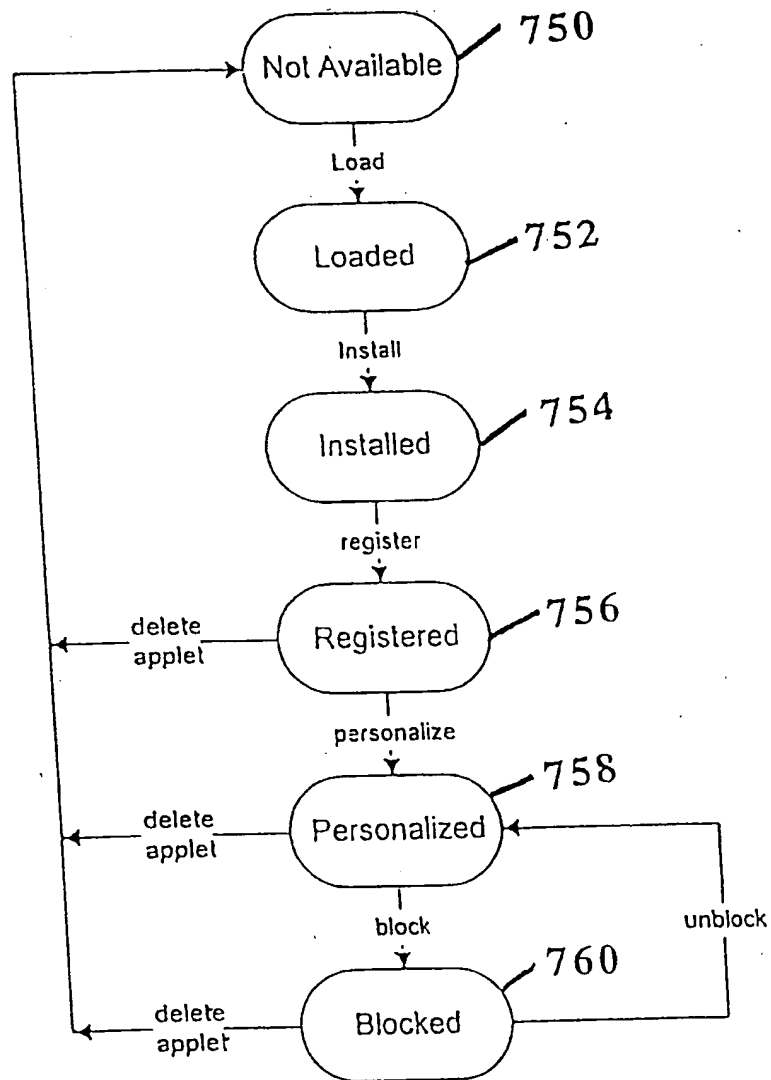 Not Available
750
Load
Loaded
752
Install
Installed
754
register
Registered
756
delete
applet
personalize
Personalized
758
delete
applet
block
unblock
Blocked
760
delete
applet